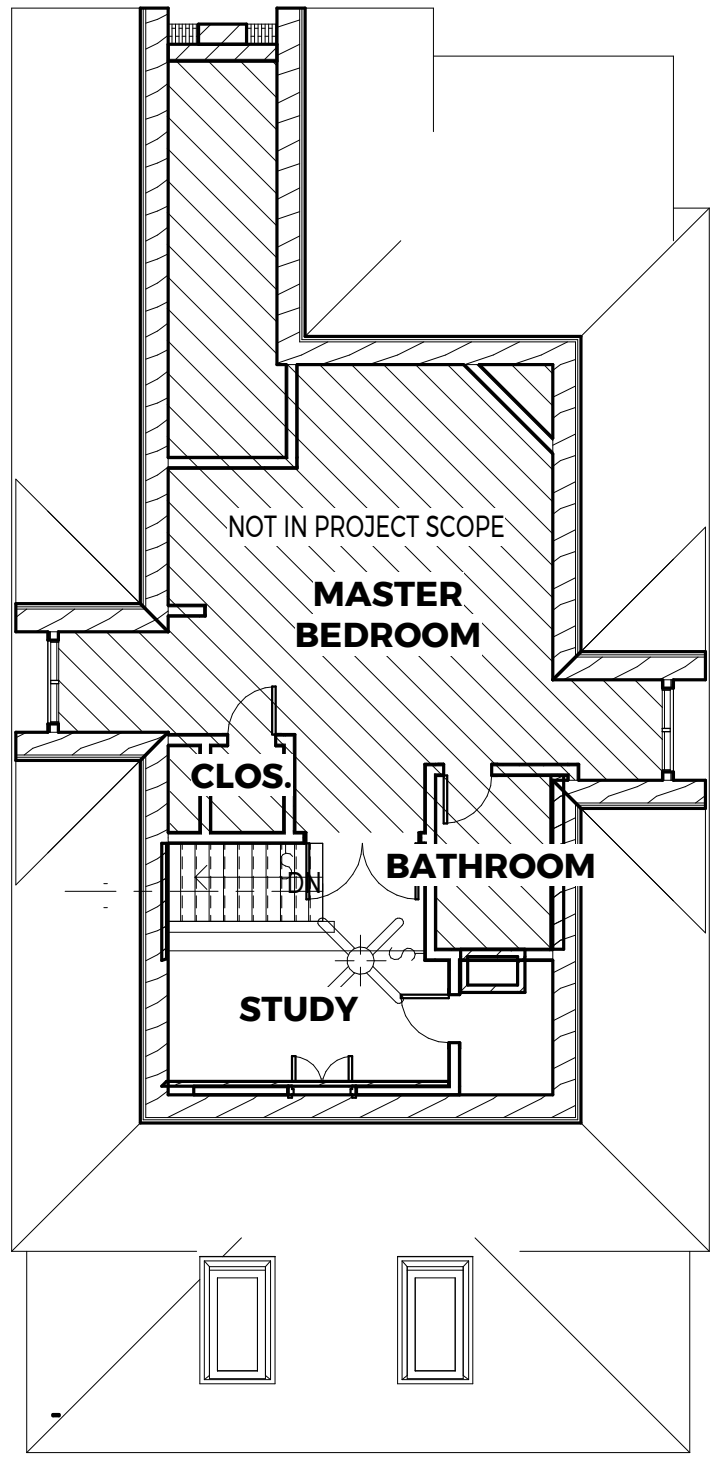 NOT IN PROJECT SCOPE
MASTER
BEDROOM
CLOS.
BATHROOM
DN
S
S
STUDY